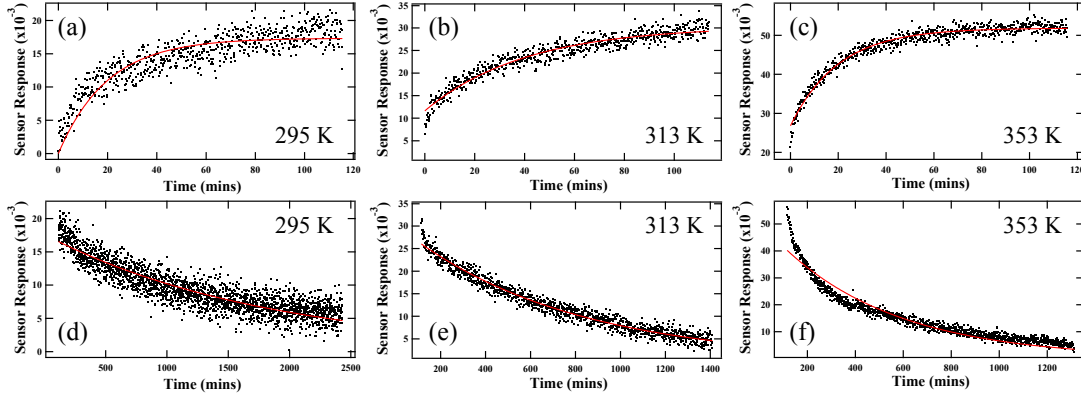 (a)
Sensor Response (x10⁻³)
20
15
10
5
0
295 K
0 20 40 60 80 100 120
Time (mins)
(b)
Sensor Response (x10⁻³)
35
30
25
20
15
10
5
313 K
0 20 40 60 80 100
Time (mins)
(c)
Sensor Response (x10⁻³)
50
40
30
20
353 K
0 20 40 60 80 100 120
Time (mins)
(d)
Sensor Response (x10⁻³)
20
15
10
5
0
295 K
500 1000 1500 2000 2500
Time (mins)
(e)
Sensor Response (x10⁻³)
35
30
25
20
15
10
5
313 K
200 400 600 800 1000 1200 1400
Time (mins)
(f)
Sensor Response (x10⁻³)
50
40
30
20
10
353 K
200 400 600 800 1000 1200
Time (mins)